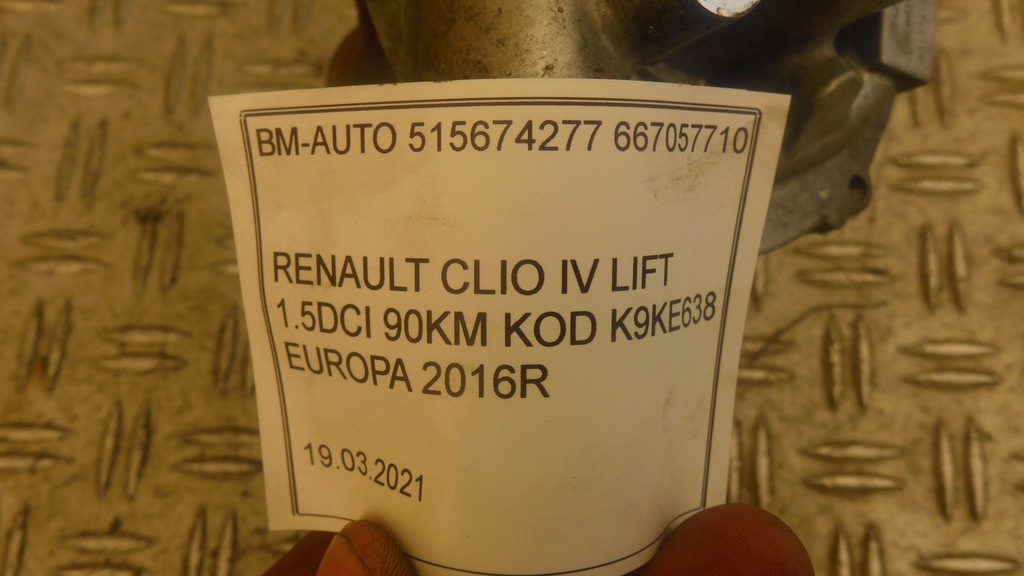 BM-AUTO 515674277 667057710
RENAULT CLIO IV LIFT
1.5DCI 90KM KOD K9KE638
EUROPA 2016R
19.03.2021